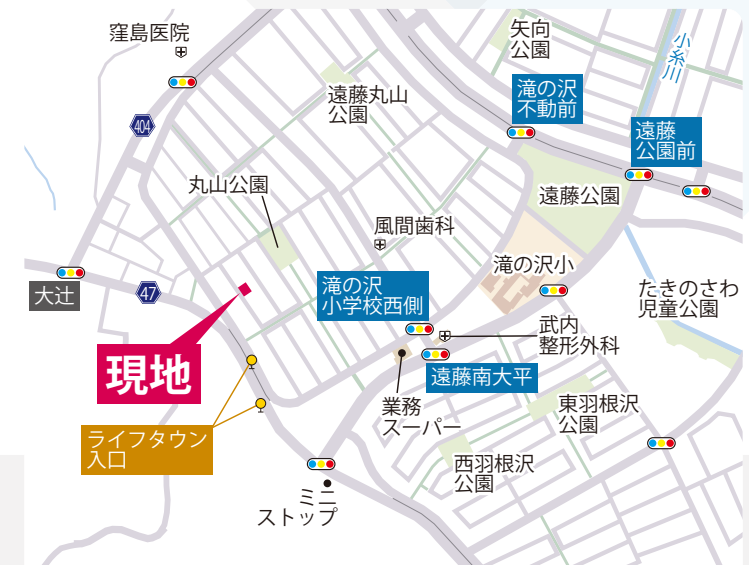 窪島医院
矢向
公園
小糸川
遠藤丸山
公園
滝の沢
不動前
404
遠藤
公園前
丸山公園
遠藤公園
風間歯科
滝の沢小
大辻
47
滝の沢
小学校西側
たきのさわ
児童公園
武内
整形外科
現地
遠藤南大平
業務
スーパー
東羽根沢
公園
ライフタウン
入口
西羽根沢
公園
ミニ
ストップ